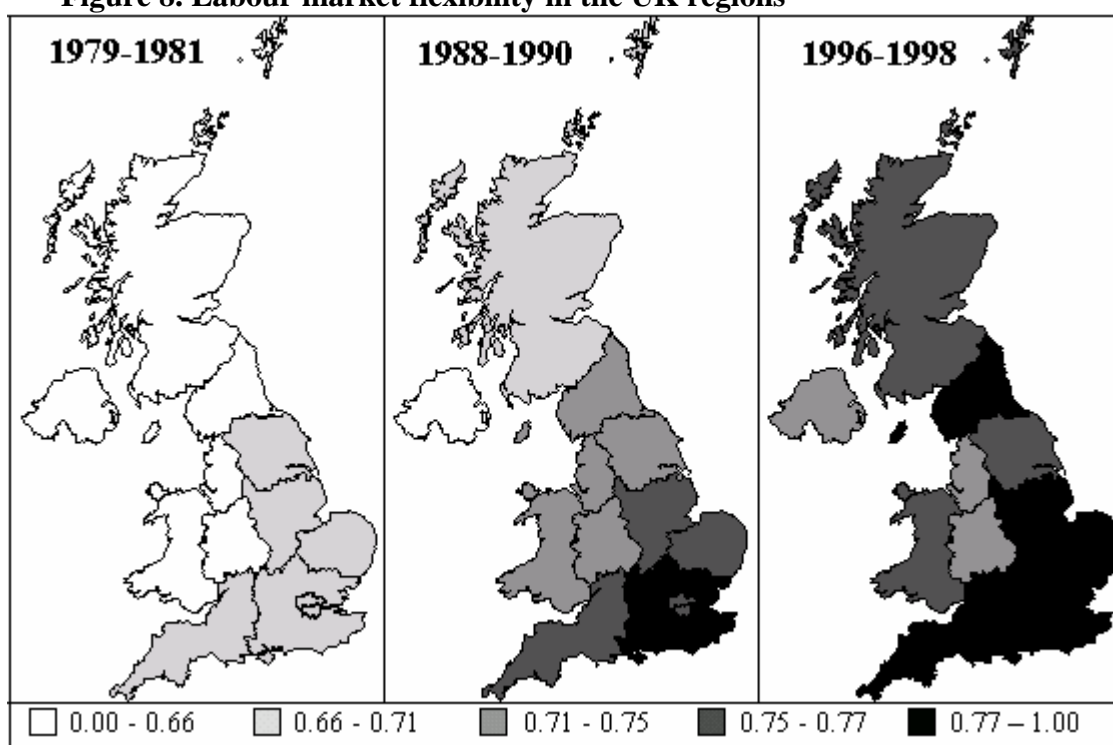 Figure 8. Labour market flexibility in the UK regions
1979-1981 1988-1990 1996-1998
0.00 - 0.66 0.66 - 0.71 0.71 - 0.75 0.75 - 0.77 0.77 – 1.00